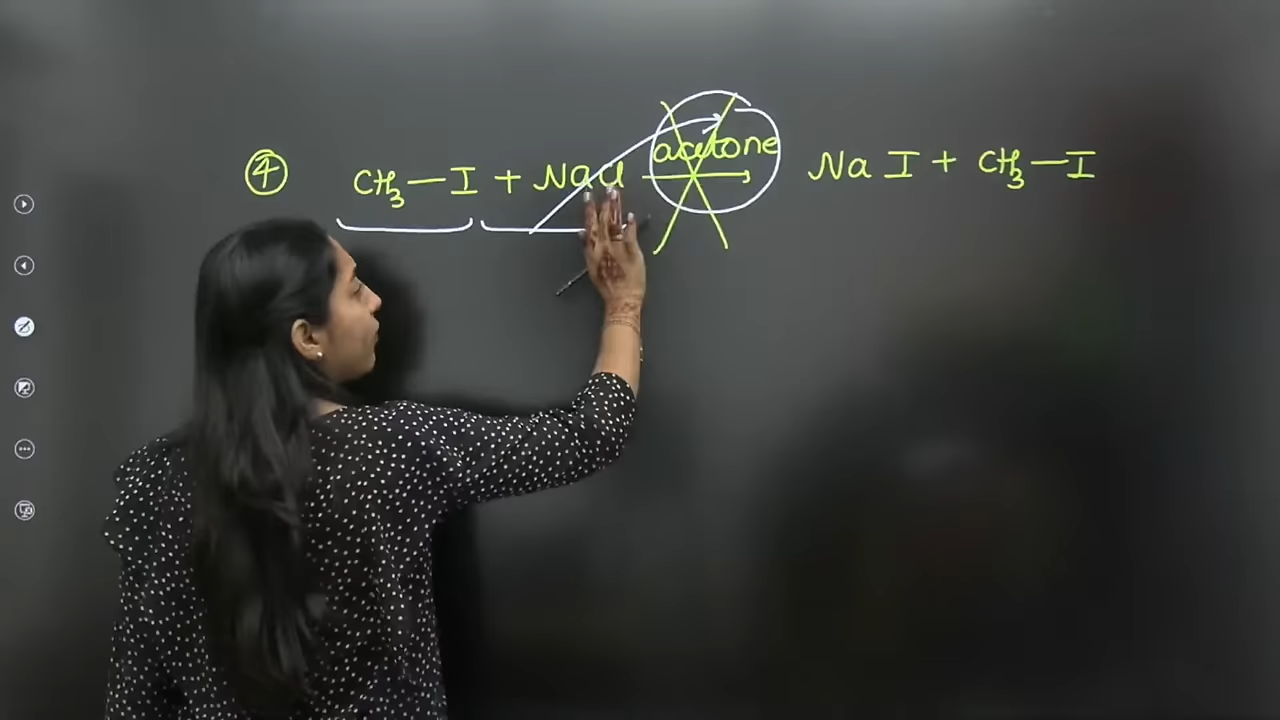 ④ CH₃—I + NaCl acetone → NaI + CH₃—I